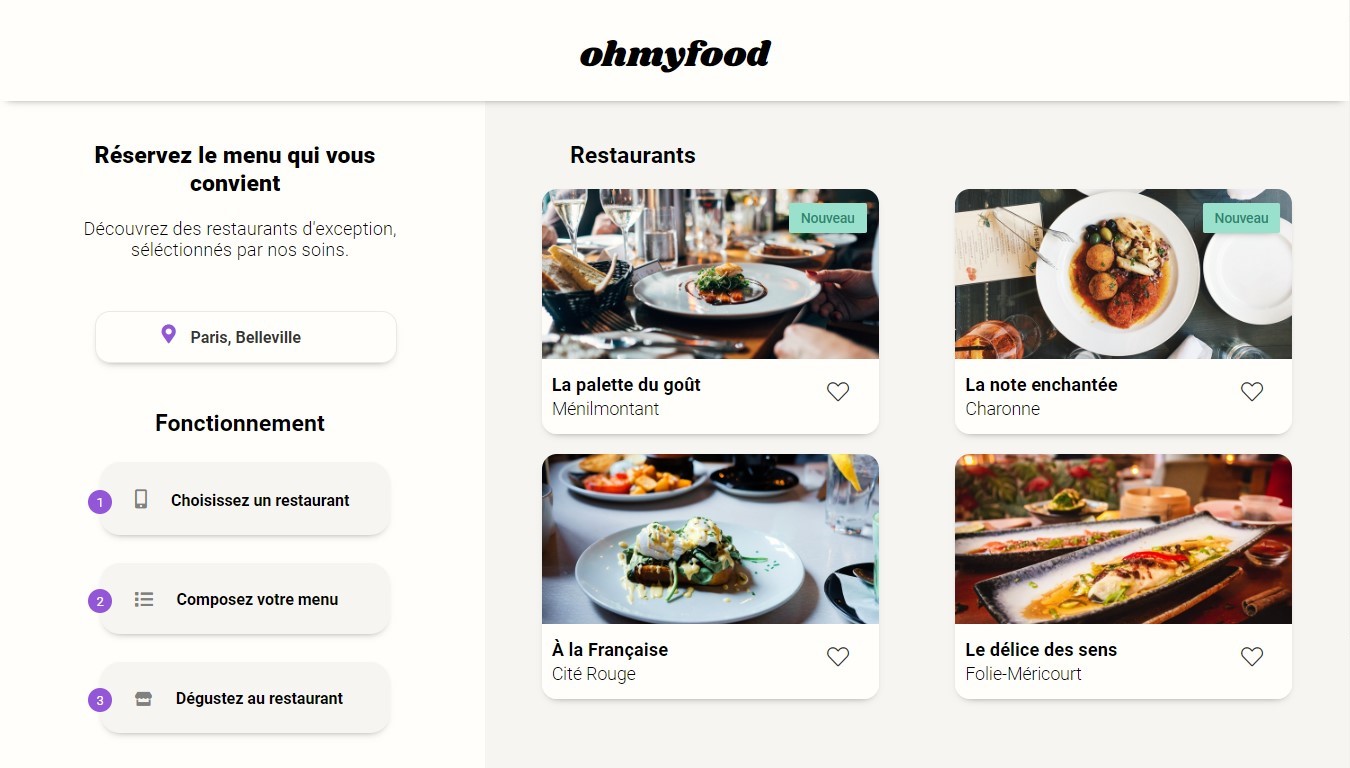 ohmyfood
Réservez le menu qui vous
convient
Découvrez des restaurants d'exception,
séléctionnés par nos soins.
Paris, Belleville
Fonctionnement
1
Choisissez un restaurant
2
Composez votre menu
3
Dégustez au restaurant
Restaurants
Nouveau
La palette du goût
Ménilmontant
Nouveau
La note enchantée
Charonne
À la Française
Cité Rouge
Le délice des sens
Folie-Méricourt